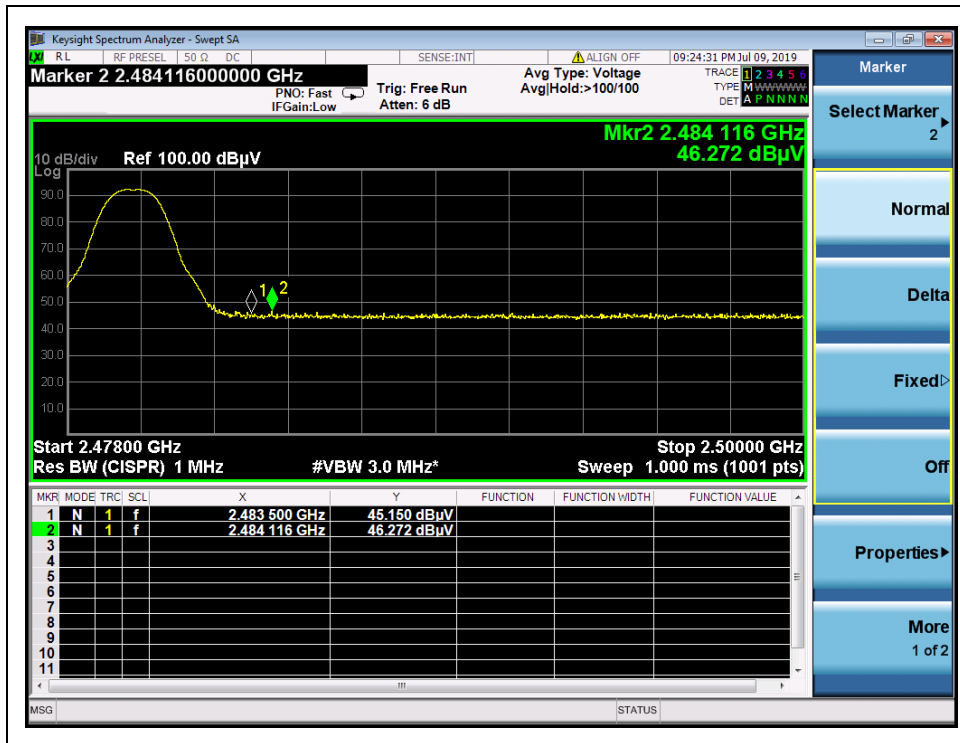 Keysight Spectrum Analyzer - Swept SA
LXI RL RF PRESEL 50 Ω DC SENSE:INT ALIGN OFF 09:24:31 PM Jul 09, 2019
Marker 2 2.484116000000 GHz
PNO: Fast
IFGain:Low
Trig: Free Run
Atten: 6 dB
Avg Type: Voltage
Avg|Hold:>100/100
TRACE 1 2 3 4 5 6
TYPE M WWWWW
DET A P N N N N
Mkr2 2.484 116 GHz
46.272 dBµV
10 dB/div Ref 100.00 dBµV
Log
90.0
80.0
70.0
60.0
50.0
40.0
30.0
20.0
10.0
1 2
Start 2.47800 GHz Stop 2.50000 GHz
Res BW (CISPR) 1 MHz #VBW 3.0 MHz* Sweep 1.000 ms (1001 pts)
MKR MODE TRC SCL X Y FUNCTION FUNCTION WIDTH FUNCTION VALUE
1 N 1 f 2.483 500 GHz 45.150 dBµV
2 N 1 f 2.484 116 GHz 46.272 dBµV
3
4
5
6
7
8
9
10
11
MSG STATUS
Marker
Select Marker
2
Normal
Delta
Fixed
Off
Properties
More
1 of 2